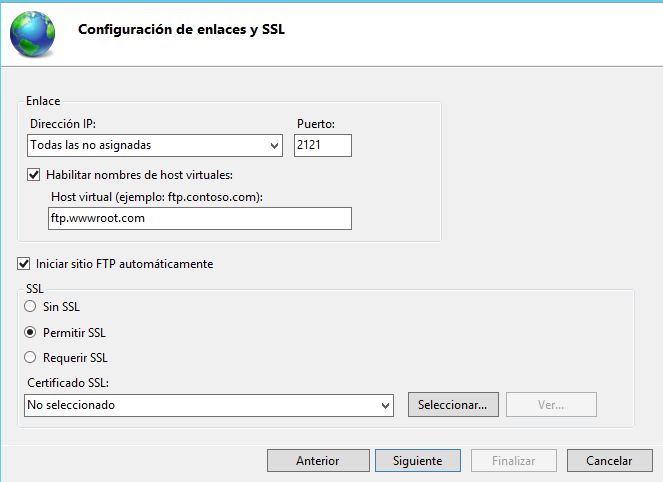 Configuración de enlaces y SSL
Enlace
Dirección IP: Puerto:
Todas las no asignadas 2121
Habilitar nombres de host virtuales:
Host virtual (ejemplo: ftp.contoso.com):
ftp.wwwroot.com
Iniciar sitio FTP automáticamente
SSL
Sin SSL
Permitir SSL
Requerir SSL
Certificado SSL:
No seleccionado Seleccionar... Ver...
Anterior Siguiente Finalizar Cancelar